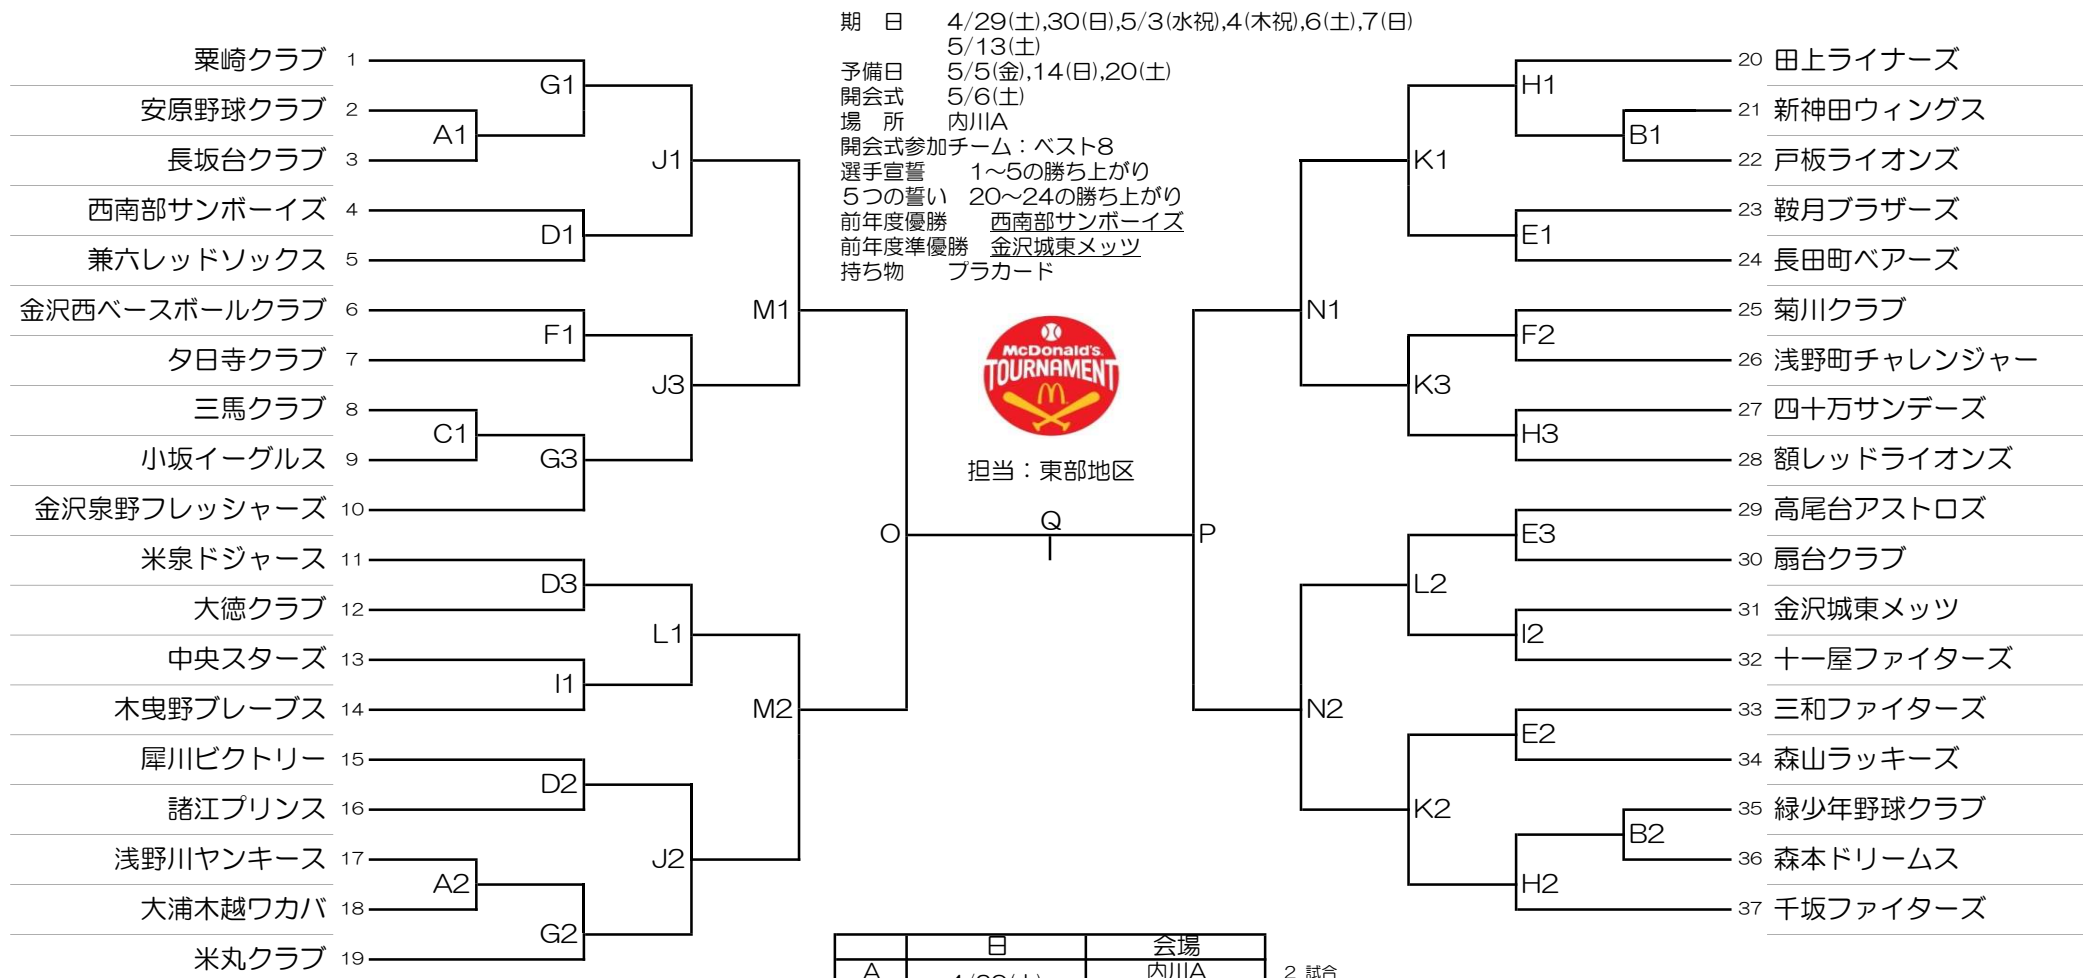 期　日　4/29(土),30(日),5/3(水祝),4(木祝),6(土),7(日)
5/13(土)
予備日　5/5(金),14(日),20(土)
開会式　5/6(土)
場　所　内川A
開会式参加チーム：ベスト8
選手宣誓　1～5の勝ち上がり
５つの誓い　20～24の勝ち上がり
前年度優勝　西南部サンボーイズ
前年度準優勝　金沢城東メッツ
持ち物　プラカード
McDonald's
TOURNAMENT
担当：東部地区
粟崎クラブ 1
安原野球クラブ 2
長坂台クラブ 3
西南部サンボーイズ 4
兼六レッドソックス 5
金沢西ベースボールクラブ 6
夕日寺クラブ 7
三馬クラブ 8
小坂イーグルス 9
金沢泉野フレッシャーズ 10
米泉ドジャース 11
大徳クラブ 12
中央スターズ 13
木曳野ブレーブス 14
犀川ビクトリー 15
諸江プリンス 16
浅野川ヤンキース 17
大浦木越ワカバ 18
米丸クラブ 19
G1
A1
J1
D1
M1
F1
J3
C1
G3
O
D3
L1
I1
M2
D2
J2
A2
G2
Q
P
H1
B1
K1
E1
N1
F2
K3
H3
E3
L2
I2
N2
E2
K2
B2
H2
20 田上ライナーズ
21 新神田ウィングス
22 戸板ライオンズ
23 鞍月ブラザーズ
24 長田町ベアーズ
25 菊川クラブ
26 浅野町チャレンジャー
27 四十万サンデーズ
28 額レッドライオンズ
29 高尾台アストロズ
30 扇台クラブ
31 金沢城東メッツ
32 十一屋ファイターズ
33 三和ファイターズ
34 森山ラッキーズ
35 緑少年野球クラブ
36 森本ドリームス
37 千坂ファイターズ
日 会場
A 内川A 2 試合